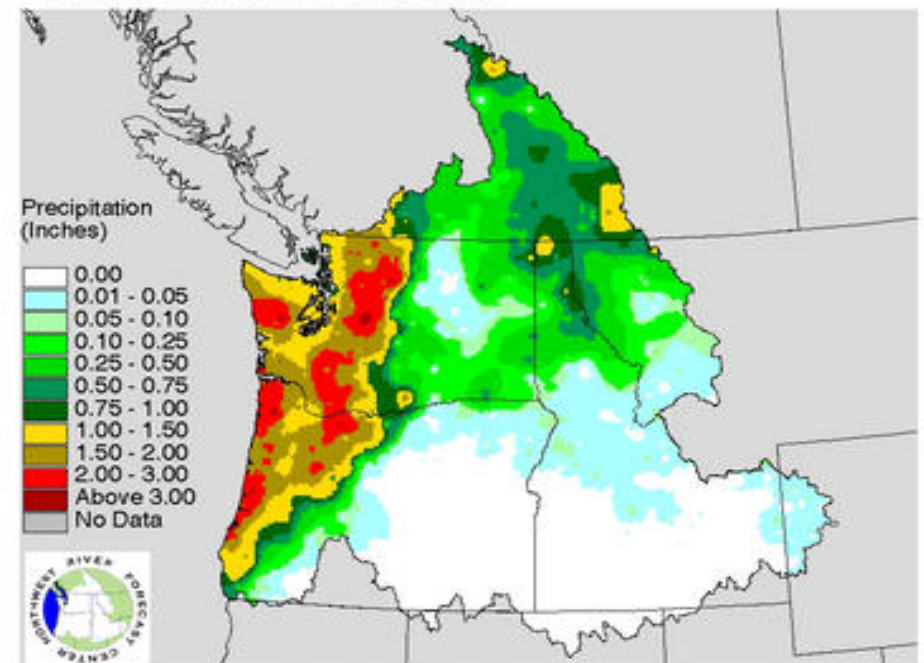 Precipitation
(Inches)
0.00
0.01 - 0.05
0.05 - 0.10
0.10 - 0.25
0.25 - 0.50
0.50 - 0.75
0.75 - 1.00
1.00 - 1.50
1.50 - 2.00
2.00 - 3.00
Above 3.00
No Data
NORTHWEST RIVER FORECAST CENTER